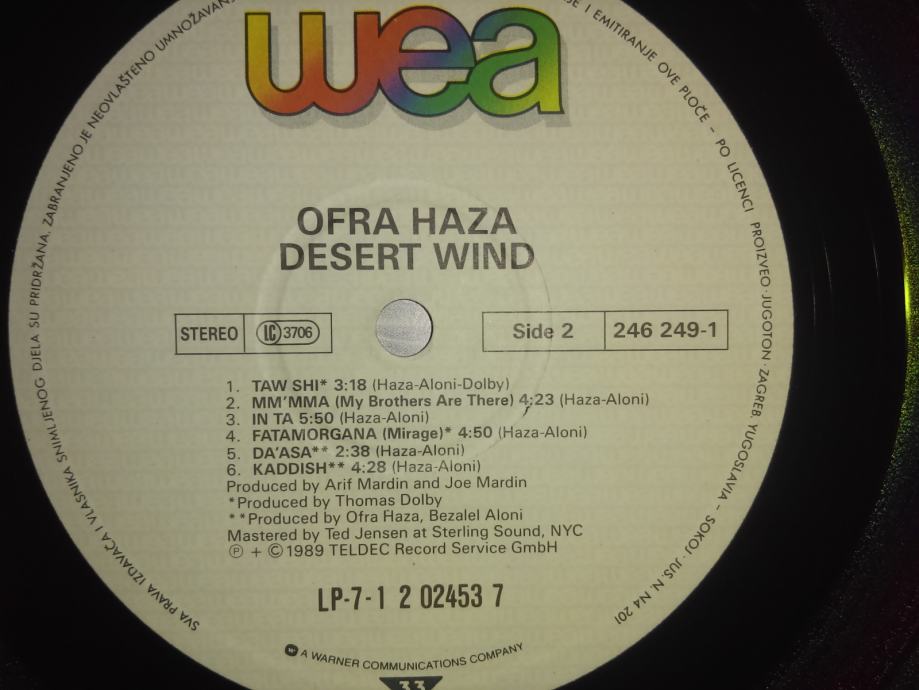 wea
OFRA HAZA
DESERT WIND
STEREO LC 3706
Side 2 246 249-1
1. TAW SHI* 3:18 (Haza-Aloni-Dolby)
2. MM'MMA (My Brothers Are There) 4:23 (Haza-Aloni)
3. IN TA 5:50 (Haza-Aloni)
4. FATAMORGANA (Mirage)* 4:50 (Haza-Aloni)
5. DA'ASA** 2:38 (Haza-Aloni)
6. KADDISH** 4:28 (Haza-Aloni)
Produced by Arif Mardin and Joe Mardin
*Produced by Thomas Dolby
**Produced by Ofra Haza, Bezalel Aloni
Mastered by Ted Jensen at Sterling Sound, NYC
℗ + © 1989 TELDEC Record Service GmbH
LP-7-1 2 02453 7
SVA PRAVA IZDAVAČA I VLASNIKA SNIMLJENOG DJELA SU PRIDRŽANA. ZABRANJENO JE NEOVLAŠTENO UMNOŽAVAN
I EMITIRANJE OVE PLOČE - PO LICENCI PROIZVEO · JUGOTON · ZAGREB, YUGOSLAVIA - SOKOJ · JUS. N. N4 201
A WARNER COMMUNICATIONS COMPANY
33